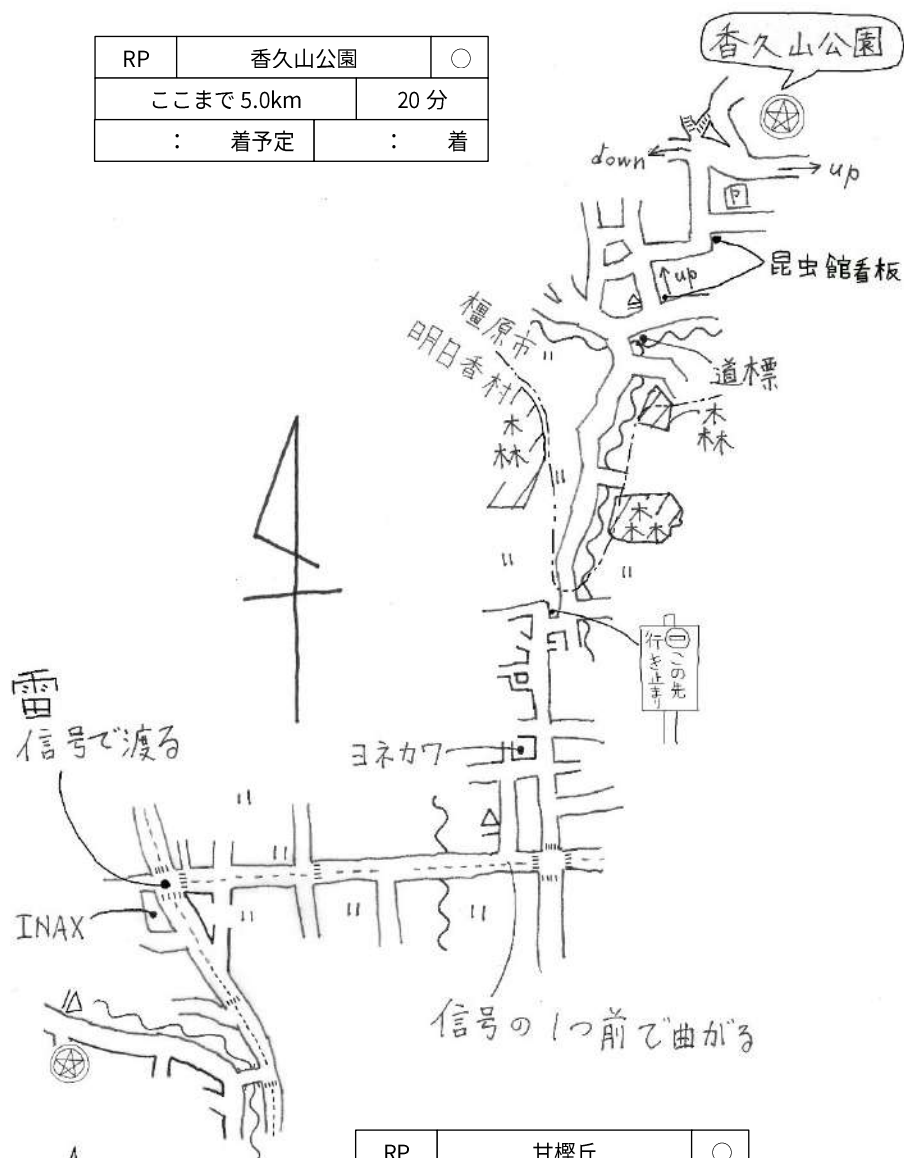 香久山公園
RP 香久山公園 ○
ここまで 5.0km 20 分
： 着予定 ： 着
down
up
P
昆虫館看板
up
橿原市
明日香村
道標
森
森
森
この先
行き止まり
雷
信号で渡る
ヨネカワ
INAX
信号の1つ前で曲がる
RP 甘樫丘 ○